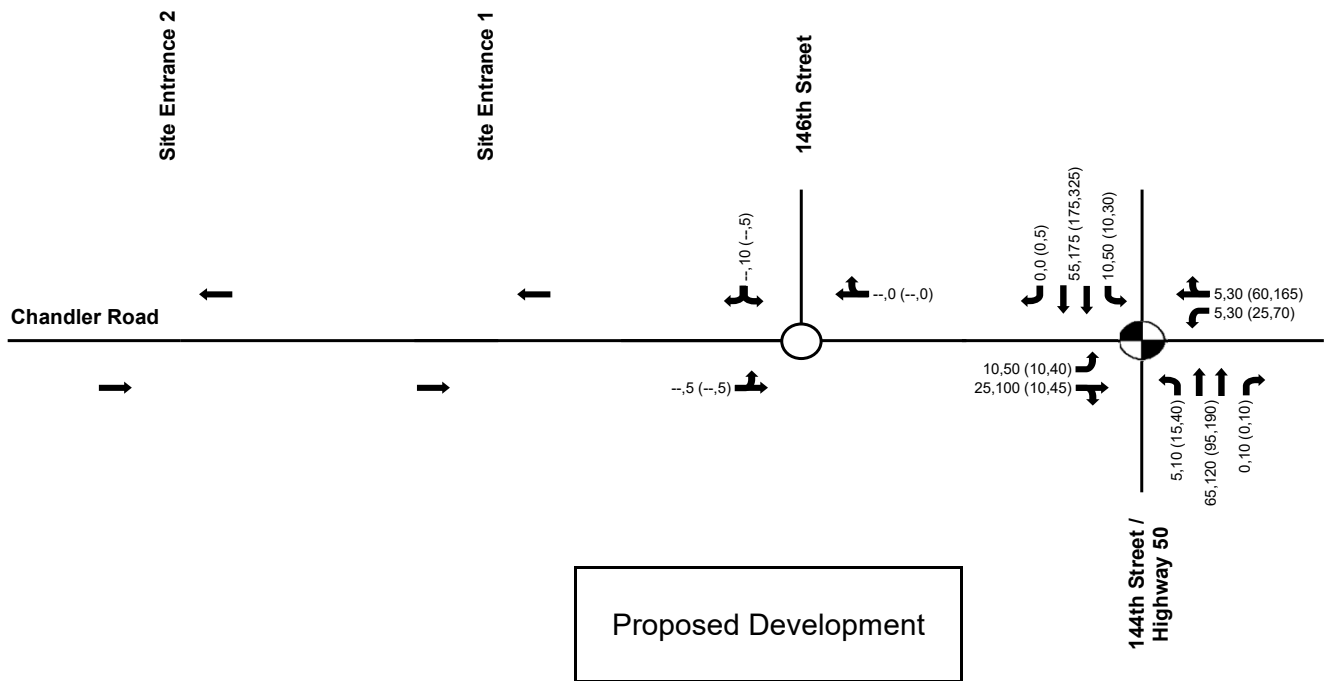 Site Entrance 2
Site Entrance 1
146th Street
--,10 (--,5)
--,0 (--,0)
0,0 (0,5)
55,175 (175,325)
10,50 (10,30)
5,30 (60,165)
5,30 (25,70)
Chandler Road
--,5 (--,5)
10,50 (10,40)
25,100 (10,45)
5,10 (15,40)
65,120 (95,190)
0,10 (0,10)
144th Street /
Highway 50
Proposed Development